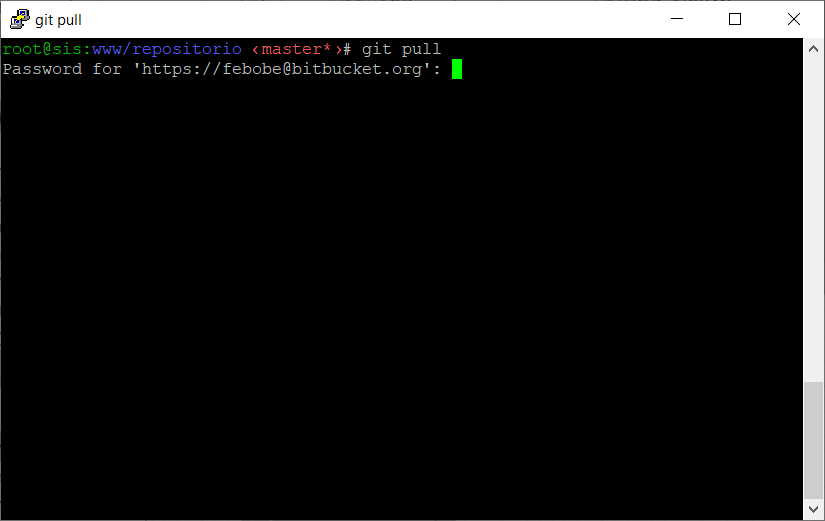 git pull
root@sis:www/repositorio ‹master*›# git pull
Password for 'https://febobe@bitbucket.org':